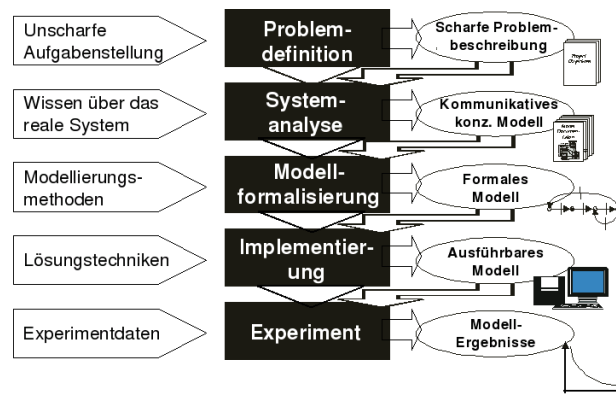 Unscharfe
Aufgabenstellung
Problem-
definition
Scharfe Problem-
beschreibung
Wissen über das
reale System
System-
analyse
Kommunikatives
konz. Modell
Modellierungs-
methoden
Modell-
formalisierung
Formales
Modell
Lösungstechniken
Implementier-
ung
Ausführbares
Modell
Experimentdaten
Experiment
Modell-
Ergebnisse